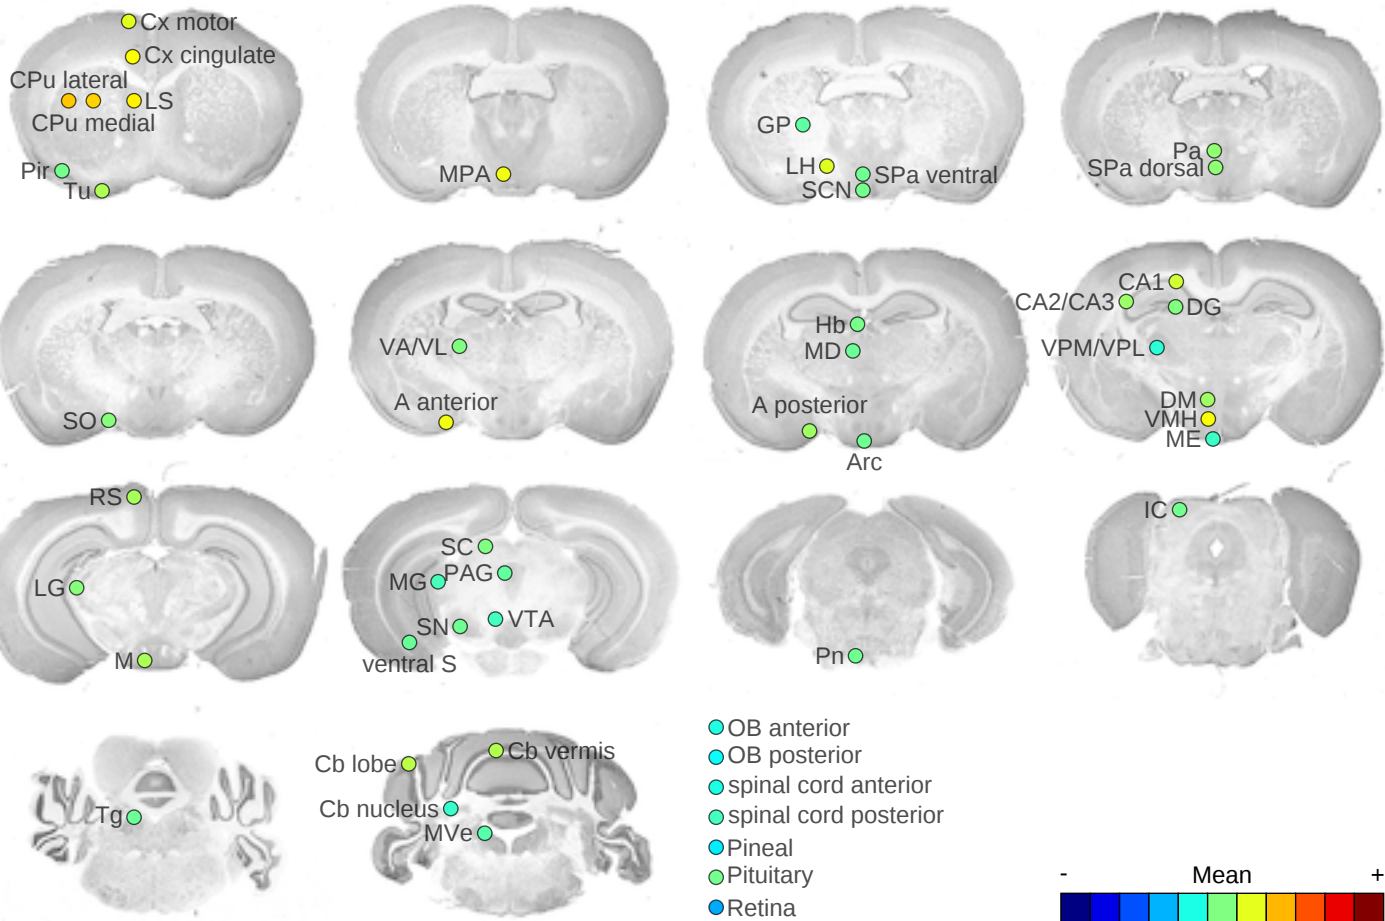 Cx motor
Cx cingulate
CPu lateral
LS
CPu medial
Pir
Tu
MPA
GP
LH
SPa ventral
SCN
Pa
SPa dorsal
SO
VA/VL
A anterior
Hb
MD
A posterior
Arc
CA1
CA2/CA3
DG
VPM/VPL
DM
VMH
ME
RS
LG
M
SC
MG
PAG
SN
VTA
ventral S
Pn
IC
Tg
Cb lobe
Cb vermis
Cb nucleus
MVe
OB anterior
OB posterior
spinal cord anterior
spinal cord posterior
Pineal
Pituitary
Retina
- Mean +